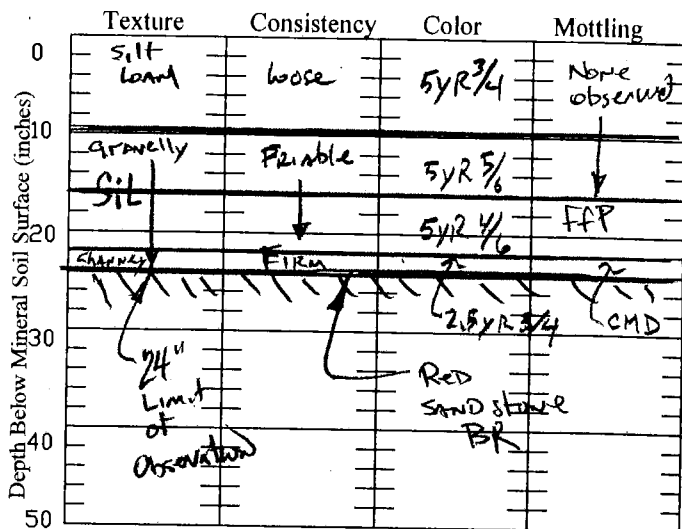 Texture Consistency Color Mottling
Depth Below Mineral Soil Surface (inches)
0
Silt
Loam
Loose
5YR 3/4
None
observed
10
gravelly
SiL
Friable
5YR 5/6
20
5YR 4/6
FFP
Channery
FIRM
2.5YR 3/4
CMD
30
24"
Limit
of
Observation
Red
SANDstone
BR
40
50